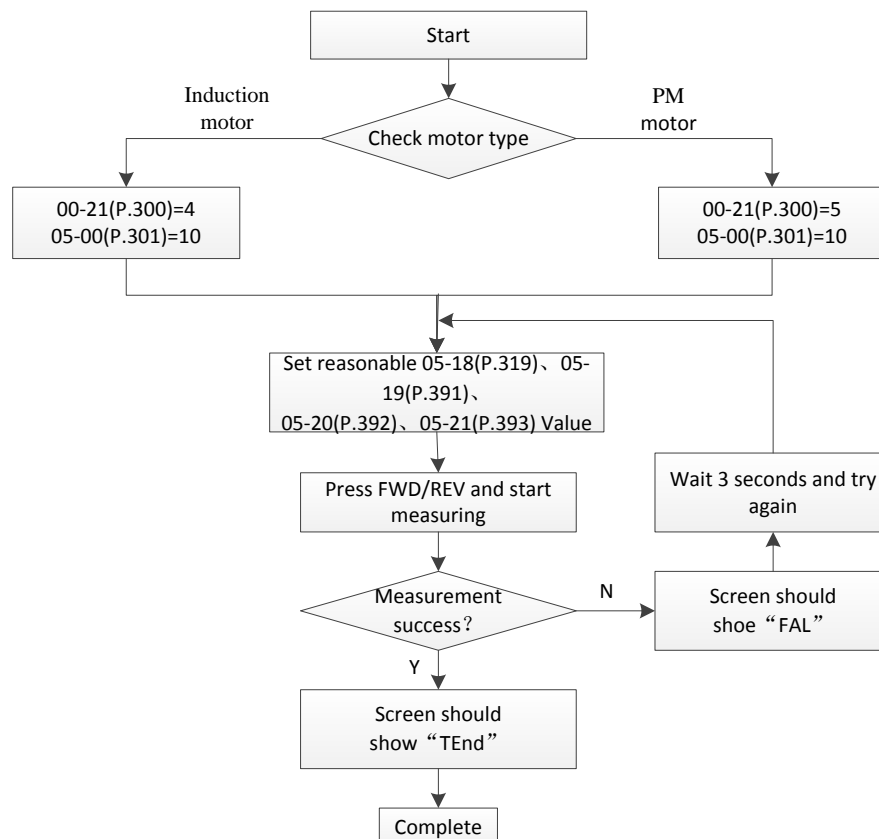 Start
Induction
motor
Check motor type
PM
motor
00-21(P.300)=4
05-00(P.301)=10
00-21(P.300)=5
05-00(P.301)=10
Set reasonable 05-18(P.319)、05-
19(P.391)、
05-20(P.392)、05-21(P.393) Value
Press FWD/REV and start
measuring
Wait 3 seconds and try
again
Measurement
success？
N
Screen should
shoe“FAL”
Y
Screen should
show“TEnd”
Complete